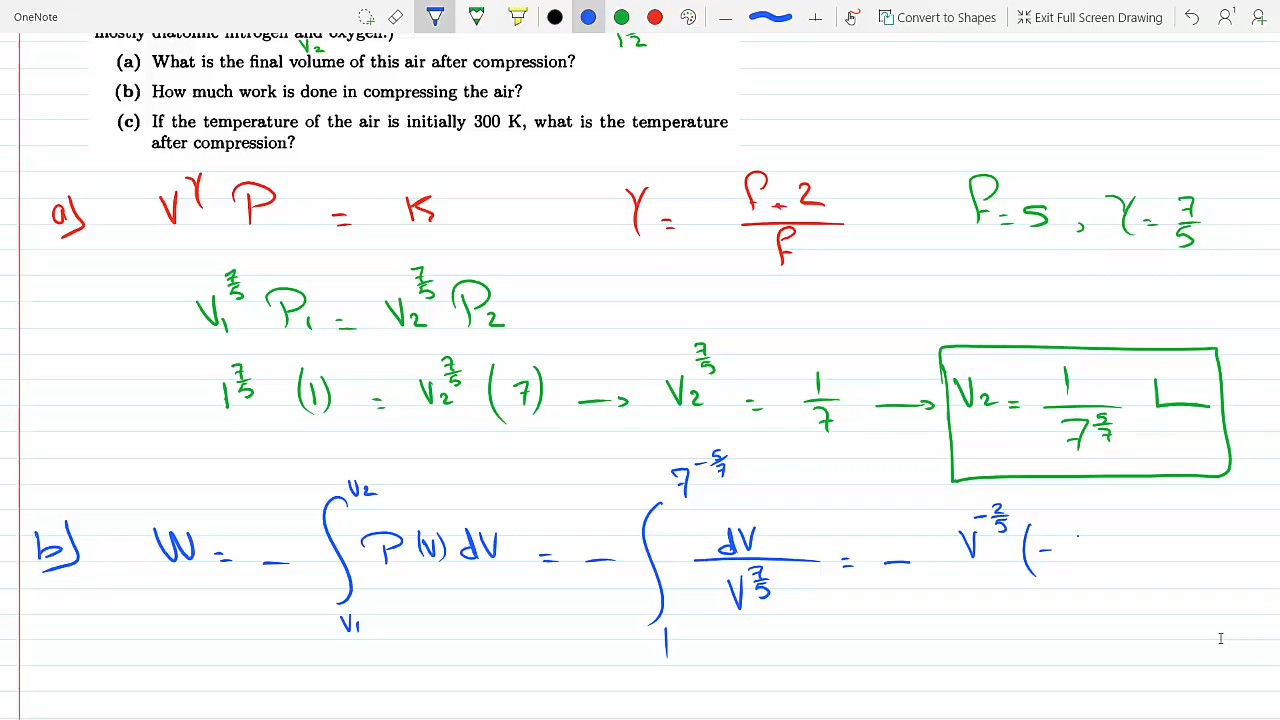 OneNote
Convert to Shapes Exit Full Screen Drawing
mostly diatomic nitrogen and oxygen.)
V2
(a) What is the final volume of this air after compression?
(b) How much work is done in compressing the air?
(c) If the temperature of the air is initially 300 K, what is the temperature
after compression?
a) V^γ P = K γ = f+2/f f=5, γ=7/5
V1^7/5 P1 = V2^7/5 P2
1^7/5 (1) = V2^7/5 (7) → V2^7/5 = 1/7 → V2 = 1/7^5/7 L
b) W = - ∫V1^V2 P(V) dV = - ∫1^7^-5/7 dV/V^7/5 = - V^-2/5 (-